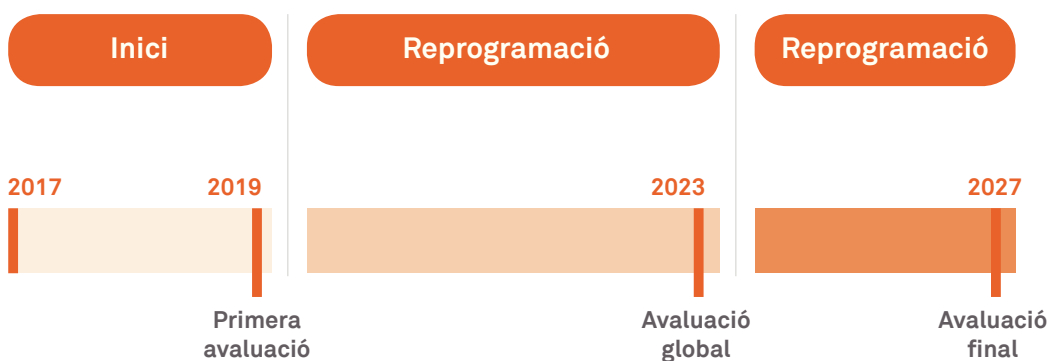 Inici
Reprogramació
Reprogramació
2017
2019
2023
2027
Primera
avaluació
Avaluació
global
Avaluació
final